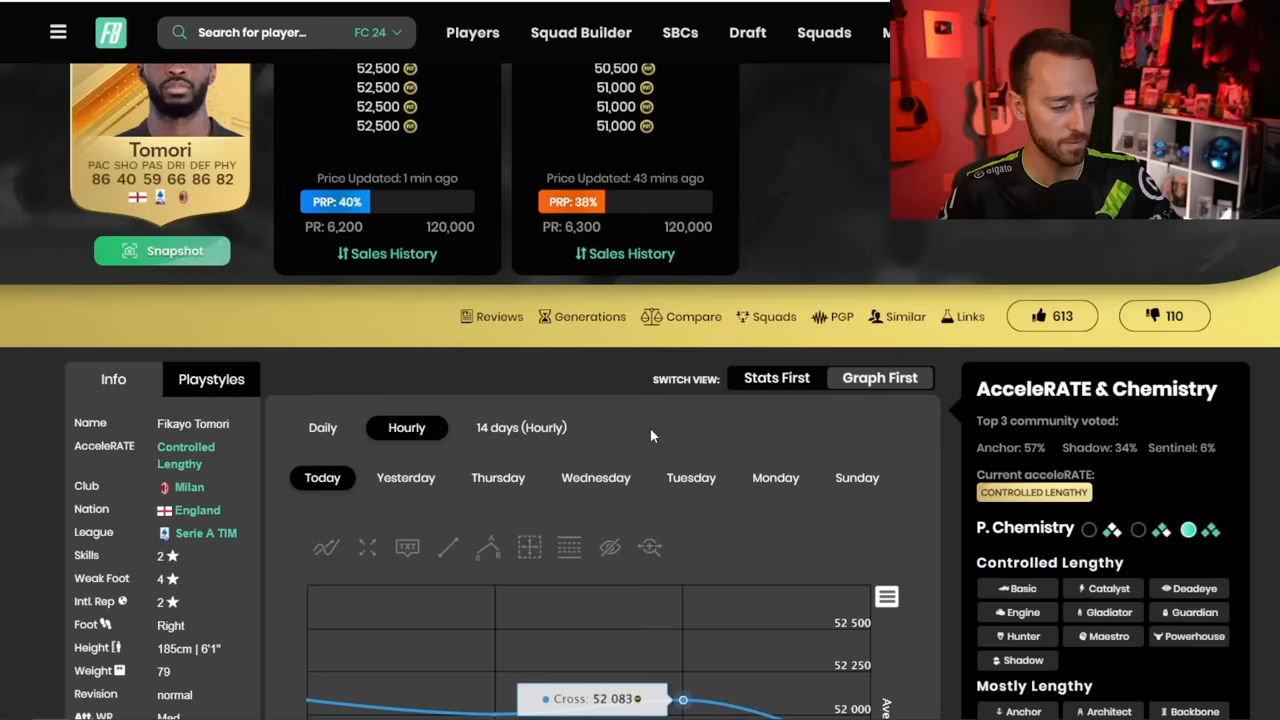 FB
Search for player...
FC 24
Players
Squad Builder
SBCs
Draft
Squads
M
elgato
Tomori
PAC SHO PAS DRI DEF PHY
86 40 59 66 86 82
Snapshot
52,500
52,500
52,500
52,500
Price Updated: 1 min ago
PRP: 40%
PR: 6,200
120,000
Sales History
50,500
51,000
51,000
51,000
Price Updated: 43 mins ago
PRP: 38%
PR: 6,300
120,000
Sales History
Reviews
Generations
Compare
Squads
PGP
Similar
Links
613
110
Info
Playstyles
Name Fikayo Tomori
AcceleRATE Controlled
Lengthy
Club Milan
Nation England
League Serie A TIM
Skills 2
Weak Foot 4
Intl. Rep 2
Foot Right
Height 185cm | 6'1"
Weight 79
Revision normal
Att. WR Med
SWITCH VIEW:
Stats First
Graph First
Daily
Hourly
14 days (Hourly)
Today
Yesterday
Thursday
Wednesday
Tuesday
Monday
Sunday
TXT
52 500
52 250
52 000
Cross: 52 083
Ave
AcceleRATE & Chemistry
Top 3 community voted:
Anchor: 57% Shadow: 34% Sentinel: 6%
Current acceleRATE:
CONTROLLED LENGTHY
P. Chemistry
Controlled Lengthy
Basic
Catalyst
Deadeye
Engine
Gladiator
Guardian
Hunter
Maestro
Powerhouse
Shadow
Mostly Lengthy
Anchor
Architect
Backbone